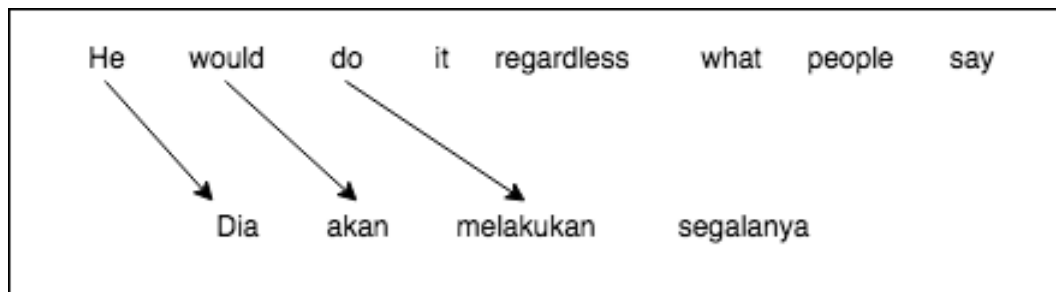 He would do it regardless what people say
Dia akan melakukan segalanya